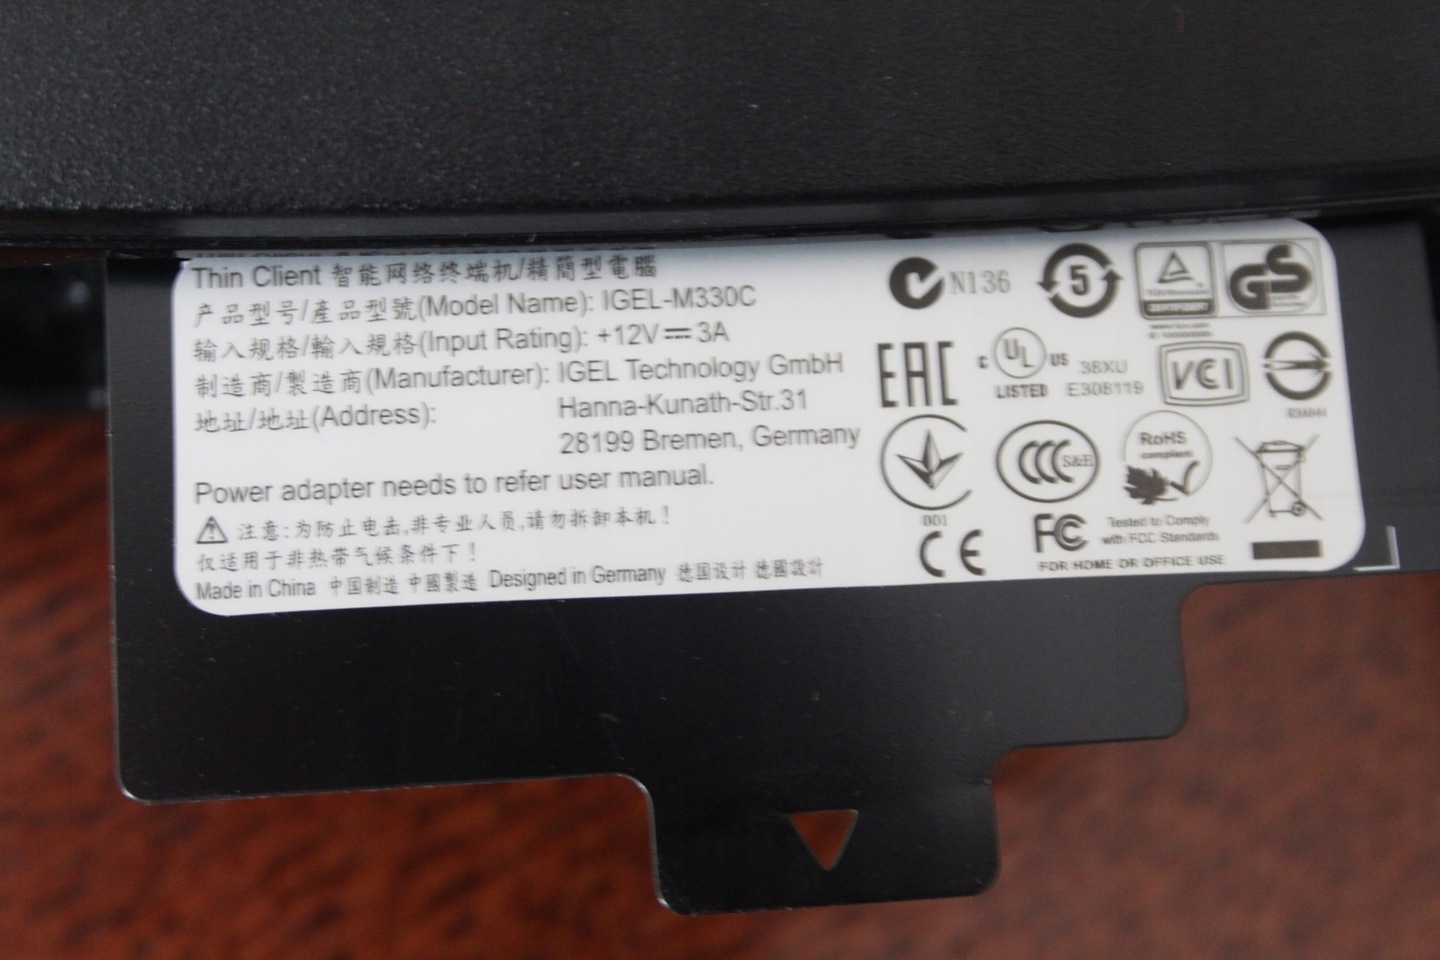 Thin Client 智能网络终端机/精簡型電腦
产品型号/產品型號(Model Name): IGEL-M330C
输入规格/輸入規格(Input Rating): +12V⎓3A
制造商/製造商(Manufacturer): IGEL Technology GmbH
地址/地址(Address): Hanna-Kunath-Str.31
28199 Bremen, Germany
Power adapter needs to refer user manual.
注意:为防止电击,非专业人员,请勿拆卸本机!
仅适用于非热带气候条件下!
Made in China 中国制造 中國製造 Designed in Germany 德国设计 德國設計
N136
5
GS
EAC
C UL US
LISTED
38XU
E308119
VCI
001
CCC S&E
RoHS
compliant
CE
FC
Tested to Comply
with FCC Standards
FOR HOME OR OFFICE USE